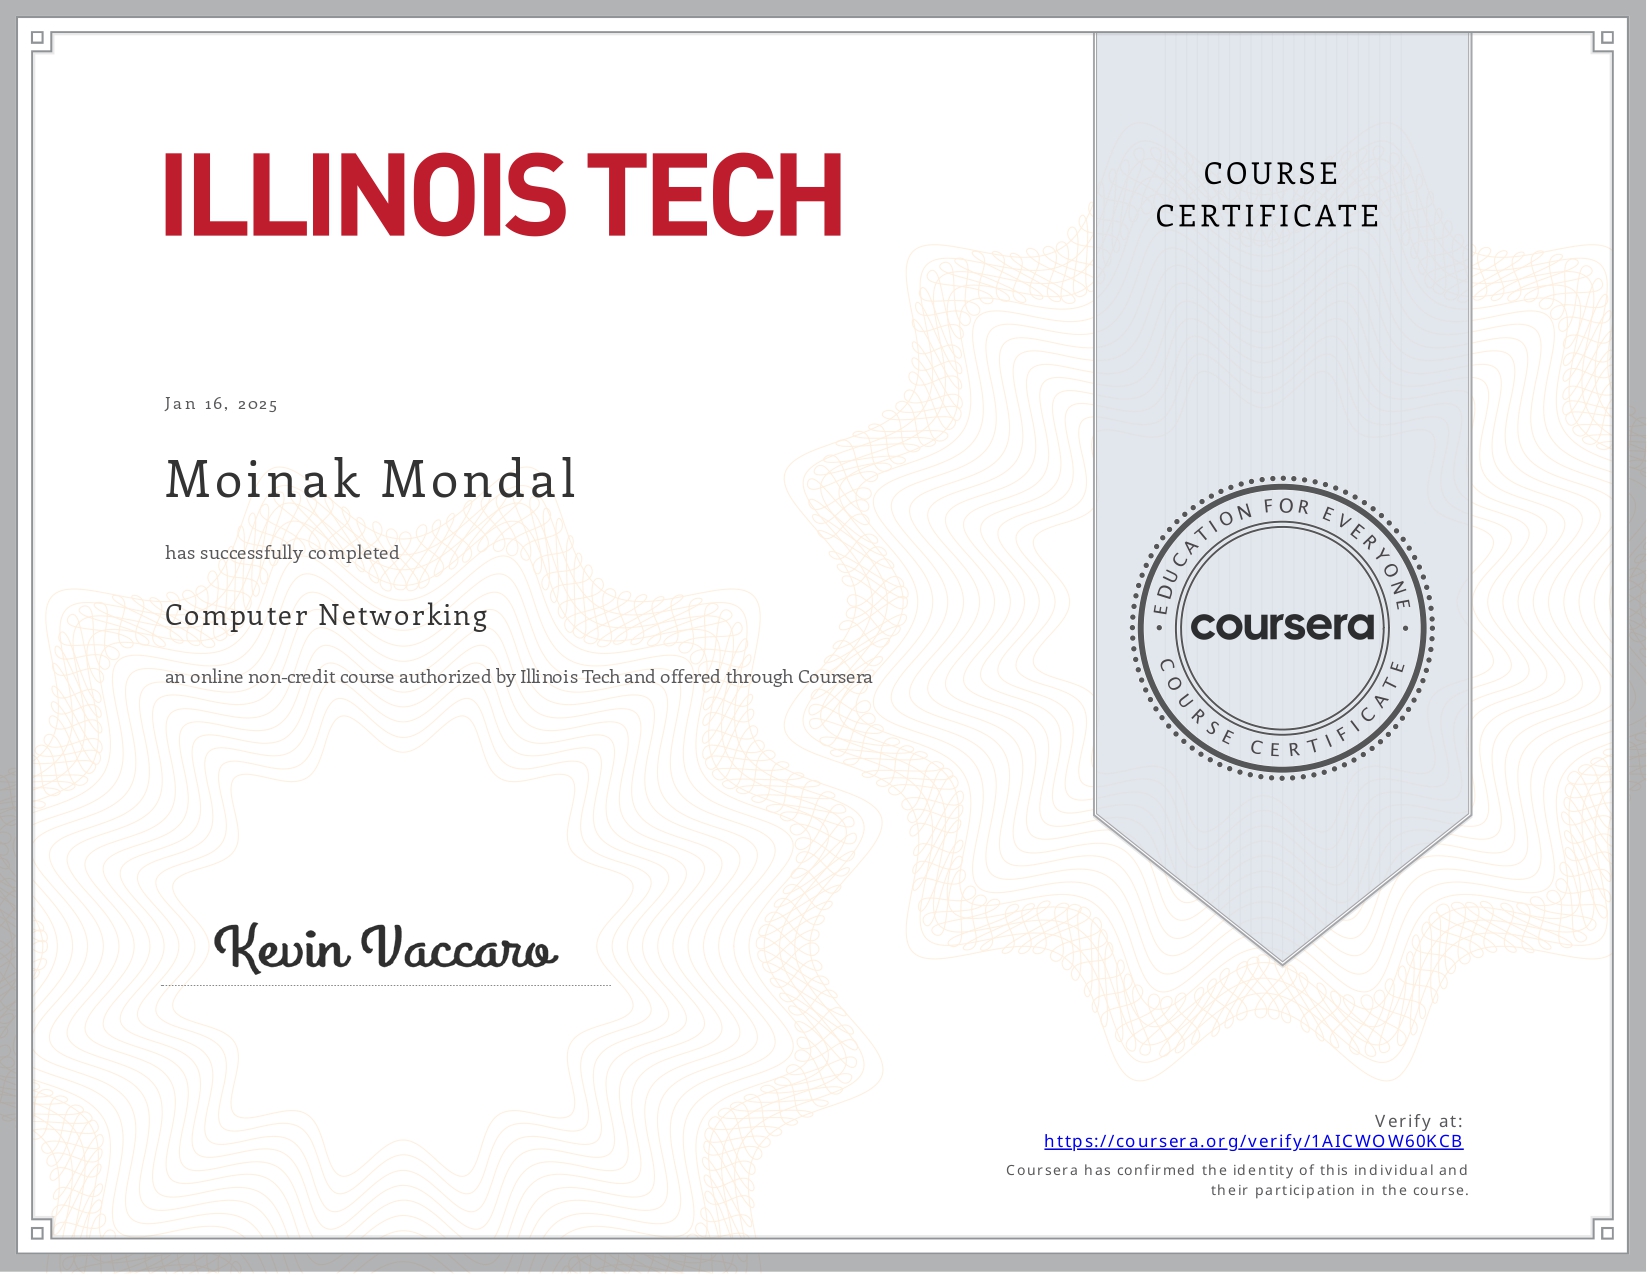 ILLINOIS TECH
COURSE
CERTIFICATE
Jan 16, 2025
Moinak Mondal
has successfully completed
Computer Networking
an online non-credit course authorized by Illinois Tech and offered through Coursera
• EDUCATION FOR EVERYONE •
coursera
COURSE CERTIFICATE
Kevin Vaccaro
Verify at:
https://coursera.org/verify/1AICWOW60KCB
Coursera has confirmed the identity of this individual and
their participation in the course.